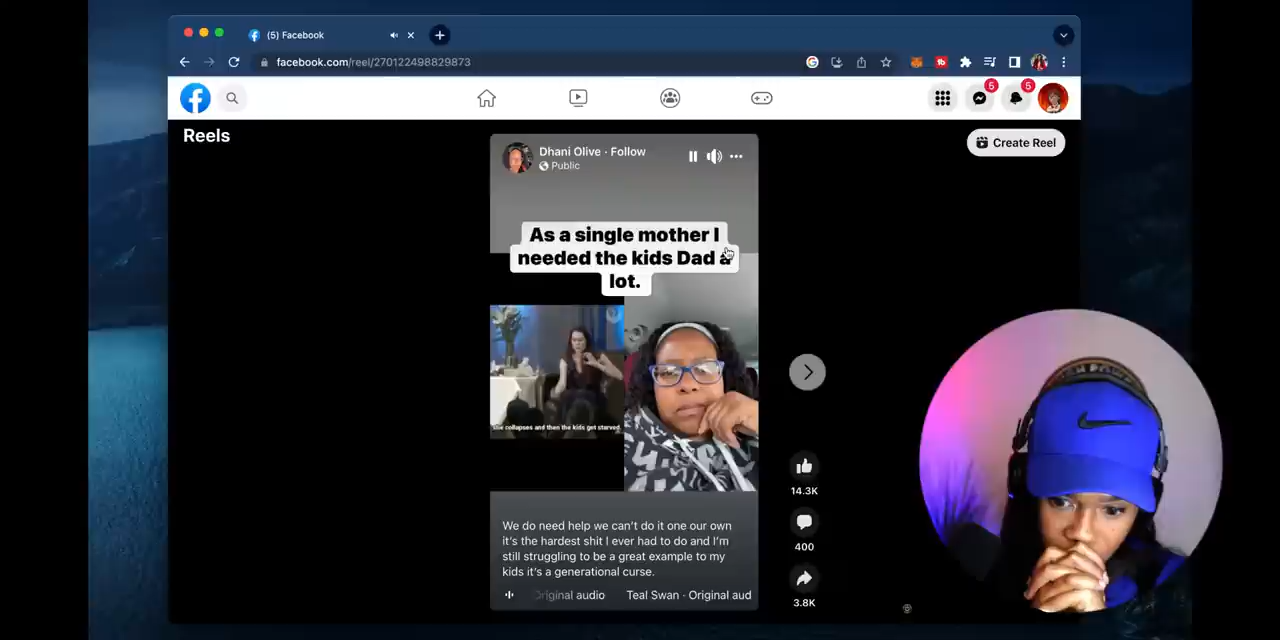 (5) Facebook
facebook.com/reel/270122498829873
5
5
Reels
Create Reel
Dhani Olive · Follow
Public
As a single mother I
needed the kids Dad a
lot.
she collapses and then the kids get starved.
We do need help we can't do it one our own
it's the hardest shit I ever had to do and I'm
still struggling to be a great example to my
kids it's a generational curse.
Original audio
Teal Swan · Original aud
14.3K
400
3.8K